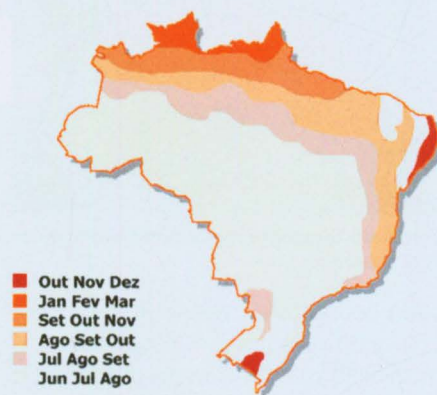 Out Nov Dez
Jan Fev Mar
Set Out Nov
Ago Set Out
Jul Ago Set
Jun Jul Ago